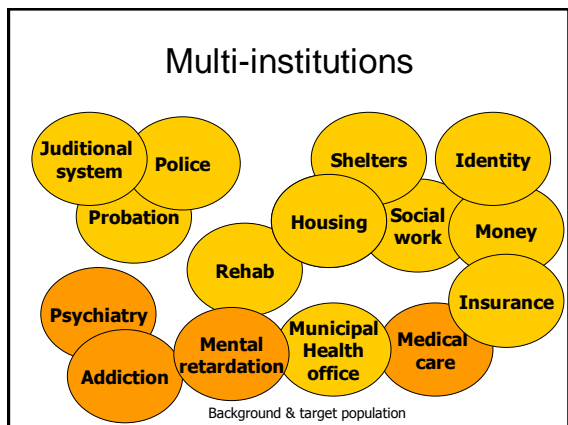 Multi-institutions
Juditional
system
Police
Probation
Shelters
Identity
Housing
Social
work
Money
Rehab
Insurance
Psychiatry
Addiction
Mental
retardation
Municipal
Health
office
Medical
care
Background & target population